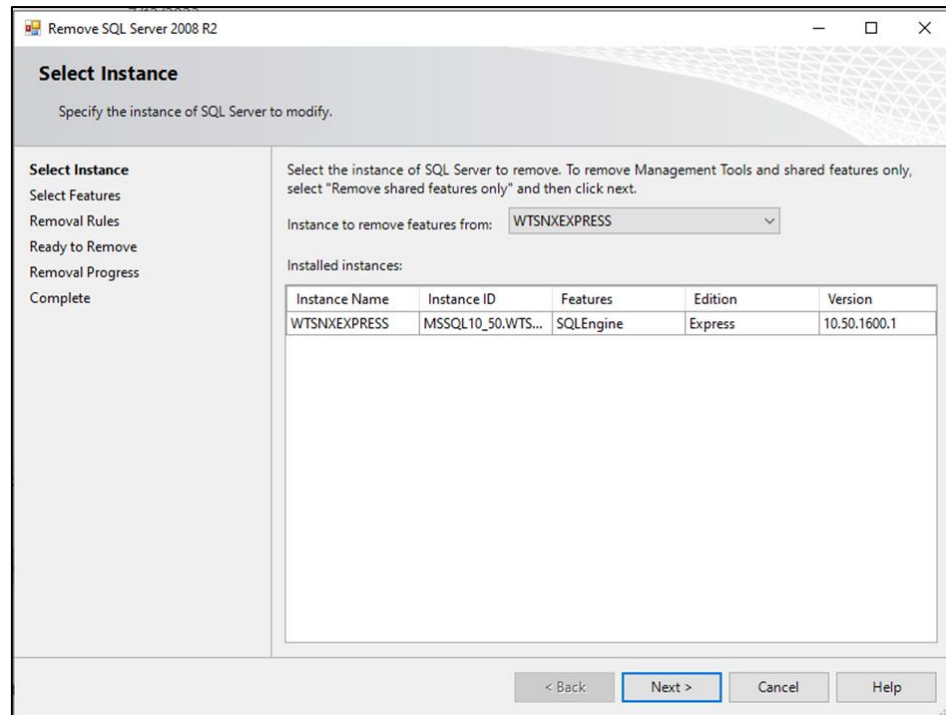 Remove SQL Server 2008 R2
Select Instance
Specify the instance of SQL Server to modify.
Select Instance
Select Features
Removal Rules
Ready to Remove
Removal Progress
Complete
Select the instance of SQL Server to remove. To remove Management Tools and shared features only,
select "Remove shared features only" and then click next.
Instance to remove features from: WTSNXEXPRESS
Installed instances:
Instance Name Instance ID Features Edition Version
WTSNXEXPRESS MSSQL10_50.WTS... SQLEngine Express 10.50.1600.1
< Back Next > Cancel Help